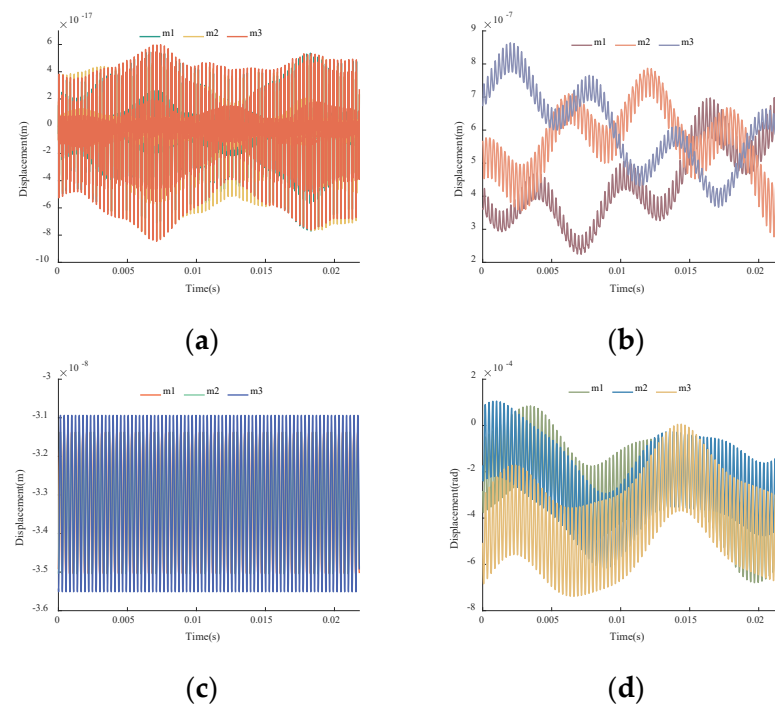 ×10 -17
m1 m2 m3
6
4
2
0
-2
-4
-6
-8
-10
Displacement(m)
0 0.005 0.01 0.015 0.02
Time(s)
(a)
×10 -7
m1 m2 m3
9
8
7
6
5
4
3
2
Displacement(m)
0 0.005 0.01 0.015 0.02
Time(s)
(b)
×10 -8
m1 m2 m3
-3
-3.1
-3.2
-3.3
-3.4
-3.5
-3.6
Displacement(m)
0 0.005 0.01 0.015 0.02
Time(s)
(c)
×10 -4
m1 m2 m3
2
0
-2
-4
-6
-8
Displacement(rad)
0 0.005 0.01 0.015 0.02
Time(s)
(d)